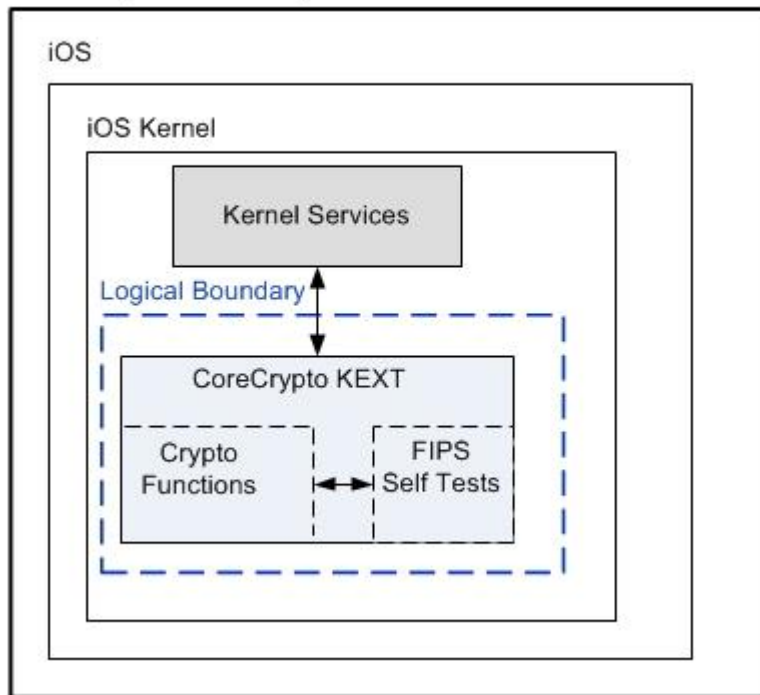 iOS
iOS Kernel
Kernel Services
Logical Boundary
CoreCrypto KEXT
Crypto
Functions
FIPS
Self Tests